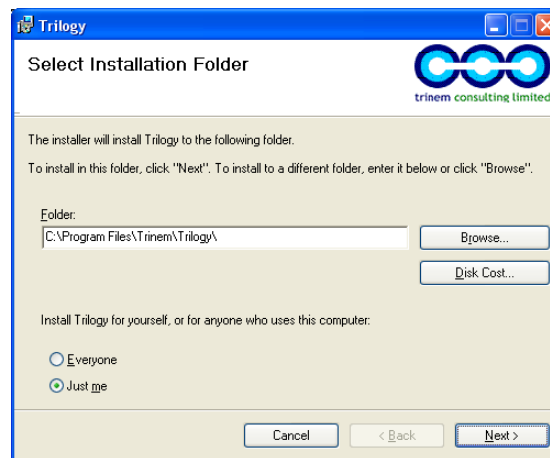 Trilogy
Select Installation Folder
trinem consulting limited
The installer will install Trilogy to the following folder.
To install in this folder, click "Next". To install to a different folder, enter it below or click "Browse".
Folder:
C:\Program Files\Trinem\Trilogy\
Browse...
Disk Cost...
Install Trilogy for yourself, or for anyone who uses this computer:
Everyone
Just me
Cancel
< Back
Next >